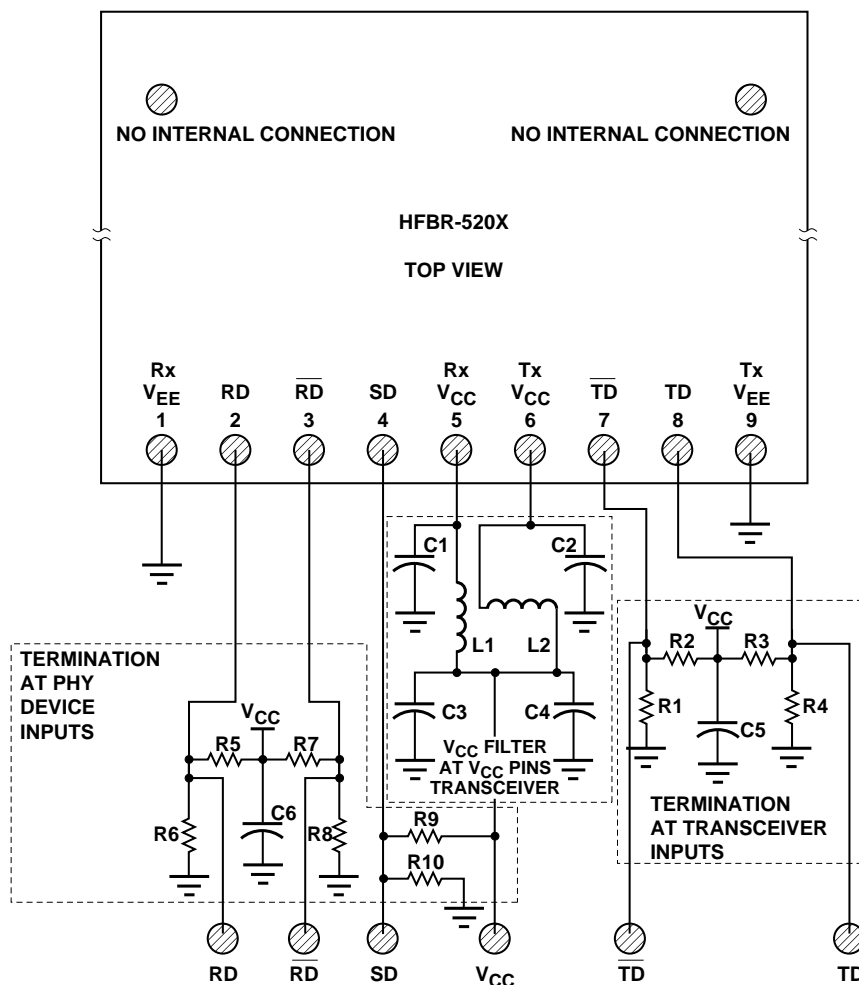 NO INTERNAL CONNECTION
NO INTERNAL CONNECTION
HFBR-520X
TOP VIEW
Rx
VEE
1
RD
2
RD
3
SD
4
Rx
VCC
5
Tx
VCC
6
TD
7
TD
8
Tx
VEE
9
C1
C2
L1
L2
C3
C4
VCC FILTER
AT VCC PINS
TRANSCEIVER
TERMINATION
AT PHY
DEVICE
INPUTS
VCC
R5
R7
R6
C6
R8
R9
R10
VCC
R2
R3
R1
C5
R4
TERMINATION
AT TRANSCEIVER
INPUTS
RD
RD
SD
VCC
TD
TD